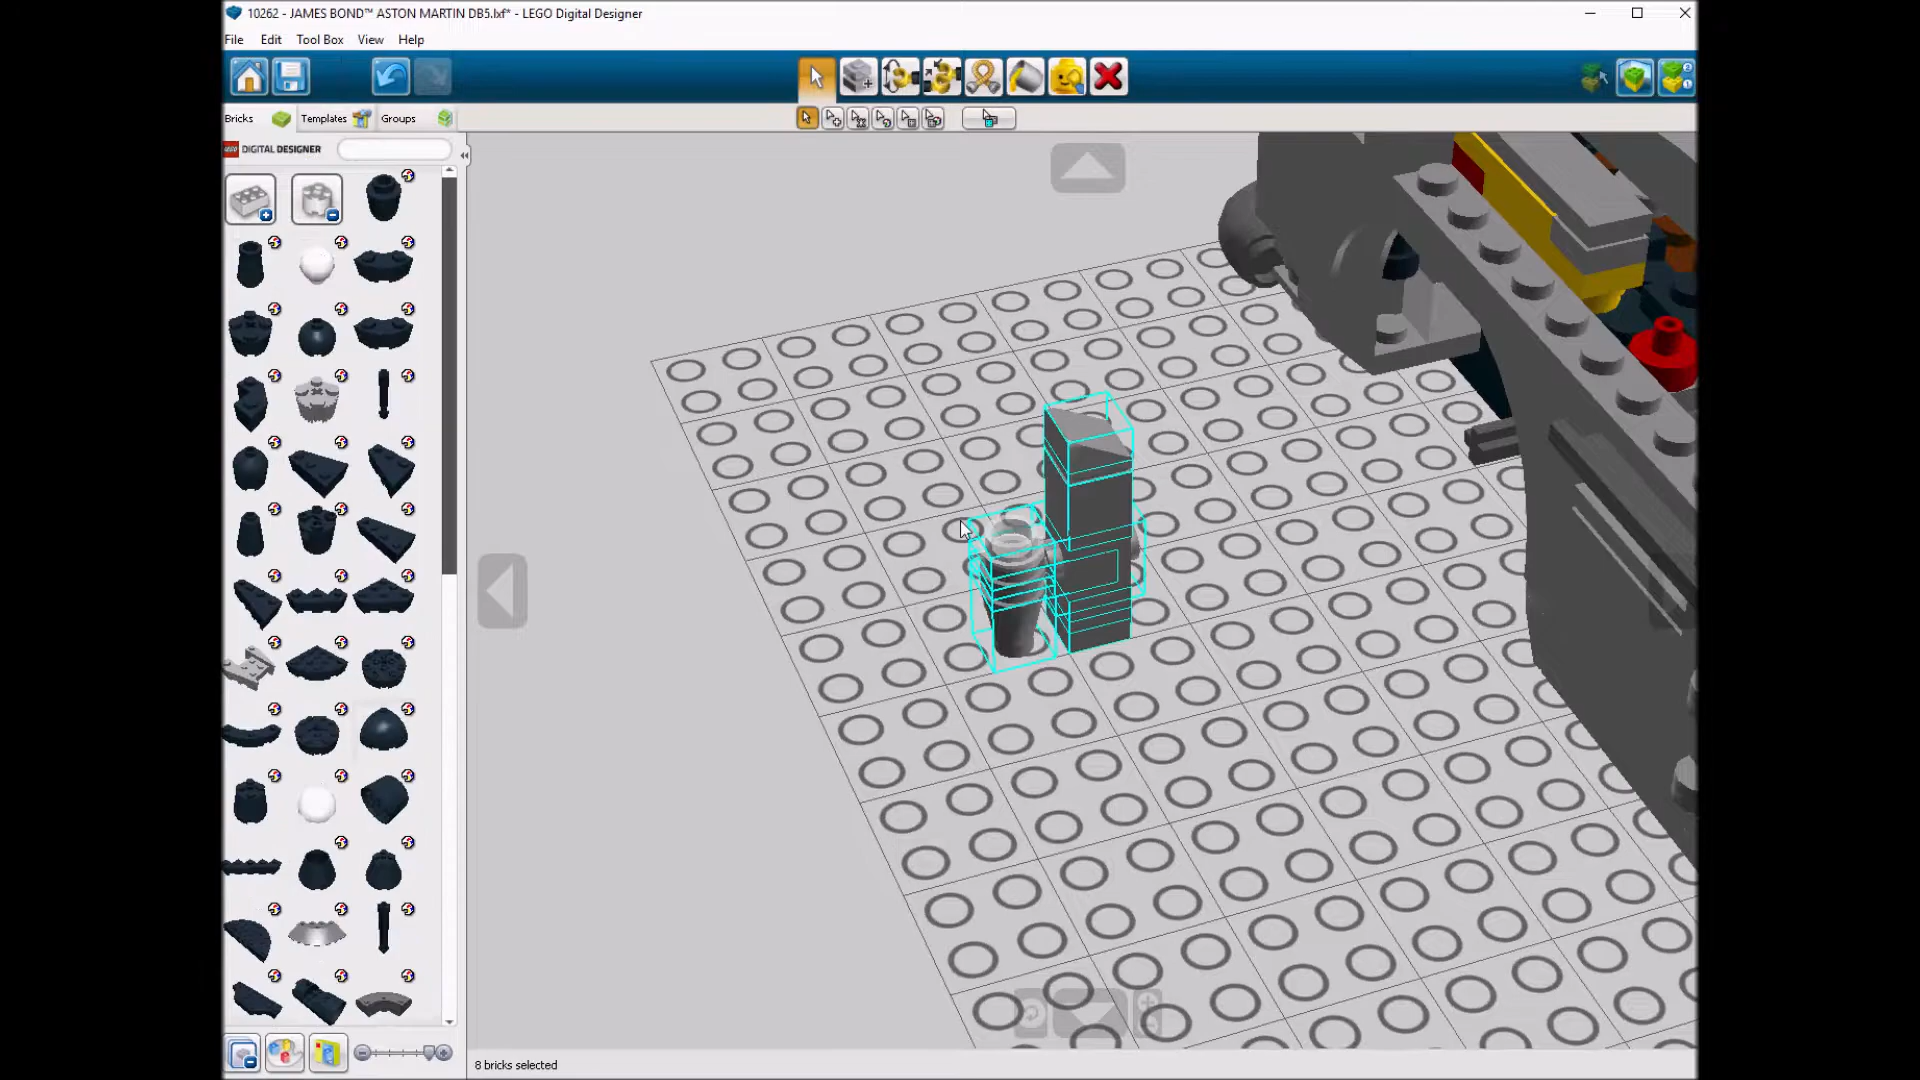 10262 - JAMES BOND™ ASTON MARTIN DB5.lxf* - LEGO Digital Designer
File Edit Tool Box View Help
Bricks Templates Groups
LEGO DIGITAL DESIGNER
8 bricks selected